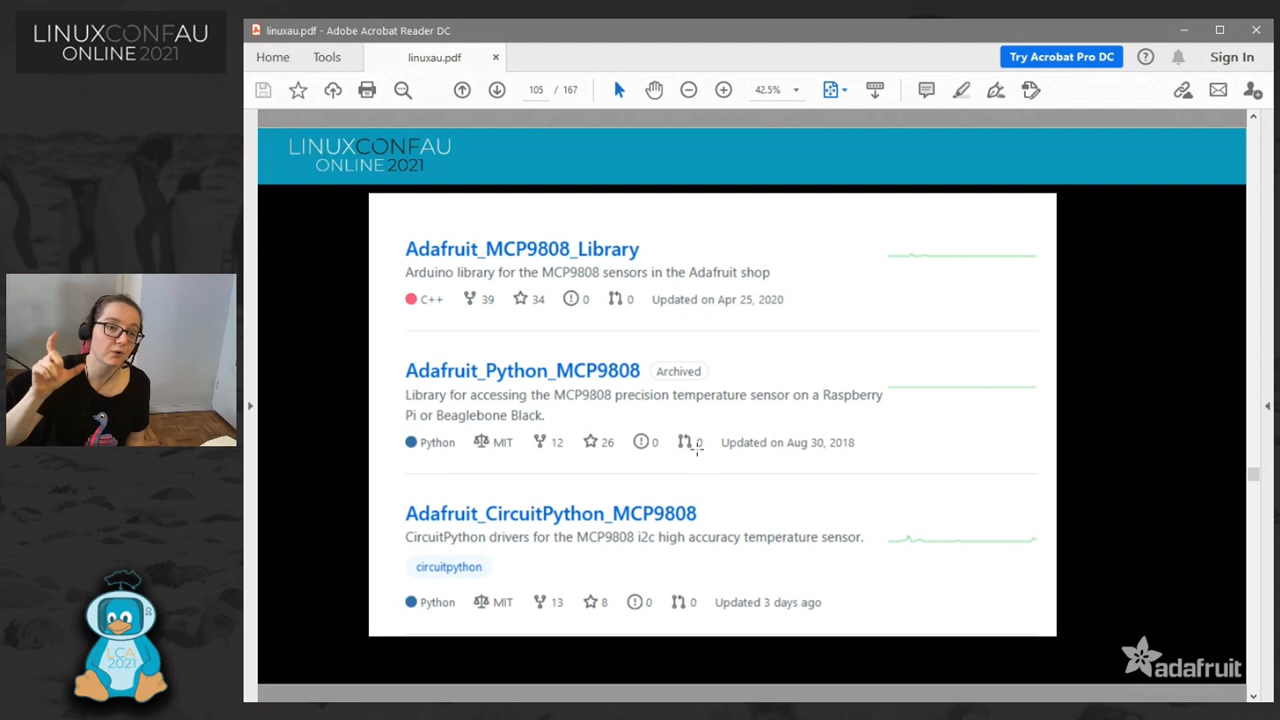 LINUXCONFAU
ONLINE 2021
linuxau.pdf - Adobe Acrobat Reader DC
Home Tools linuxau.pdf × Try Acrobat Pro DC Sign In
105 / 167 42.5%
LINUXCONFAU
ONLINE 2021
Adafruit_MCP9808_Library
Arduino library for the MCP9808 sensors in the Adafruit shop
C++ 39 34 0 0 Updated on Apr 25, 2020
Adafruit_Python_MCP9808 Archived
Library for accessing the MCP9808 precision temperature sensor on a Raspberry
Pi or Beaglebone Black.
Python MIT 12 26 0 0 Updated on Aug 30, 2018
Adafruit_CircuitPython_MCP9808
CircuitPython drivers for the MCP9808 i2c high accuracy temperature sensor.
circuitpython
Python MIT 13 8 0 0 Updated 3 days ago
adafruit
LCA
2021